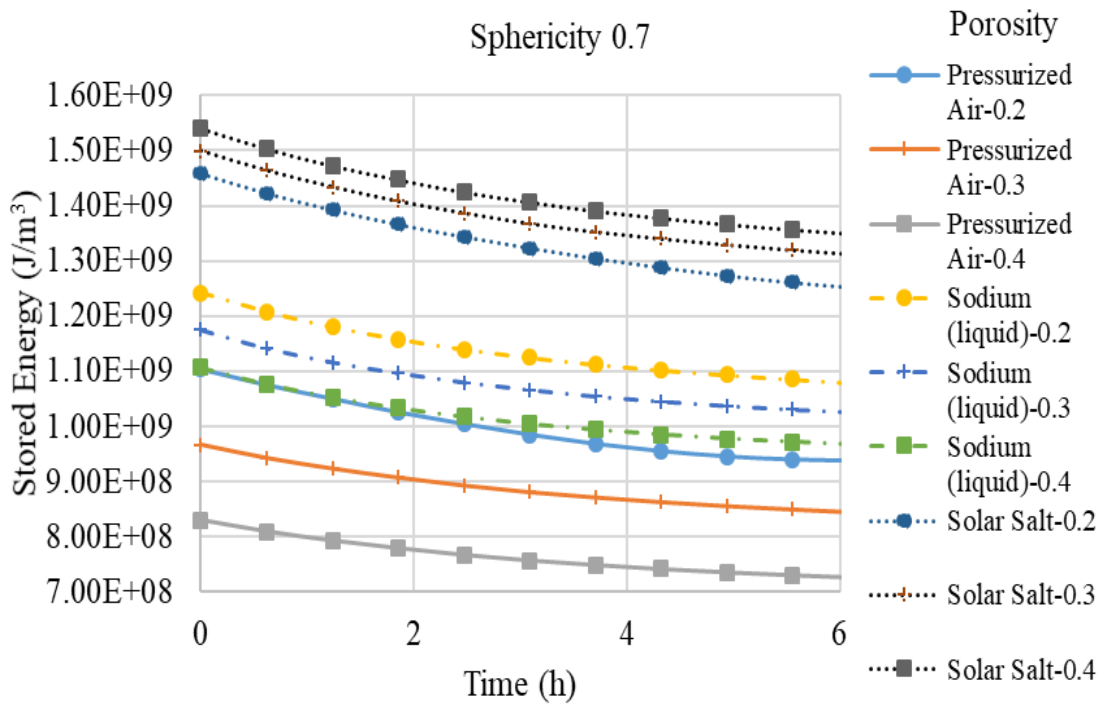 Sphericity 0.7
Porosity
Stored Energy (J/m³)
1.60E+09
1.50E+09
1.40E+09
1.30E+09
1.20E+09
1.10E+09
1.00E+09
9.00E+08
8.00E+08
7.00E+08
0
2
4
6
Time (h)
Pressurized
Air-0.2
Pressurized
Air-0.3
Pressurized
Air-0.4
Sodium
(liquid)-0.2
Sodium
(liquid)-0.3
Sodium
(liquid)-0.4
Solar Salt-0.2
Solar Salt-0.3
Solar Salt-0.4